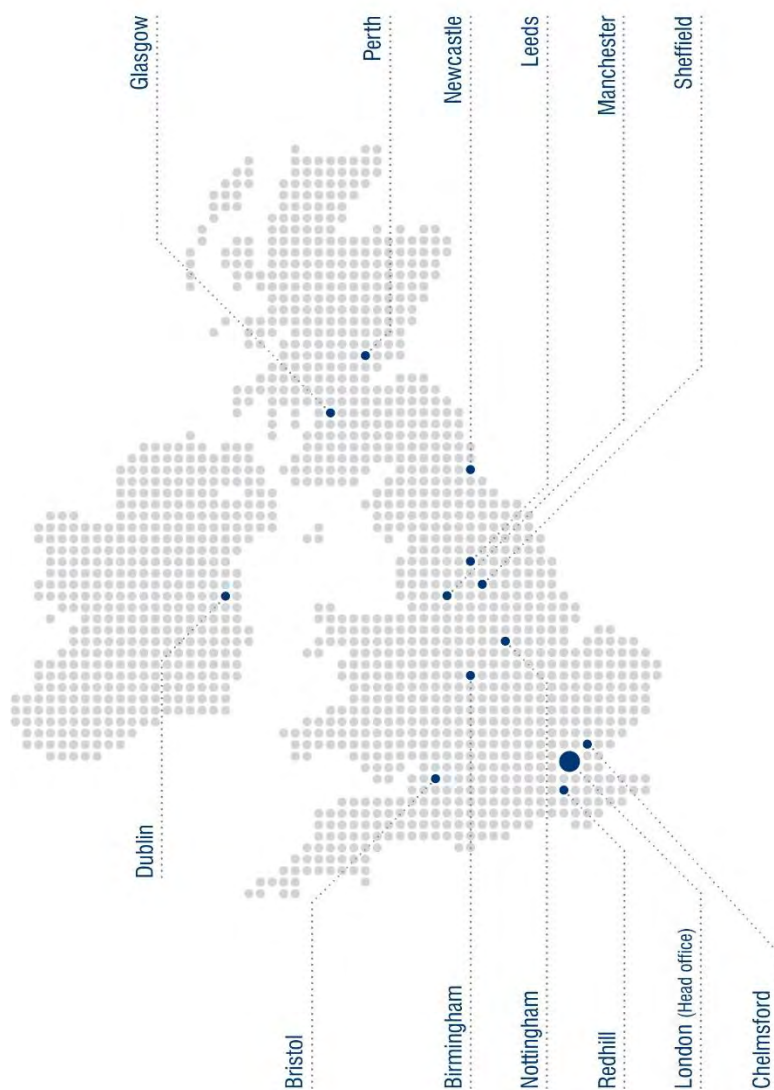 Glasgow
Perth
Newcastle
Leeds
Manchester
Sheffield
Dublin
Bristol
Birmingham
Nottingham
Redhill
London (Head office)
Chelmsford